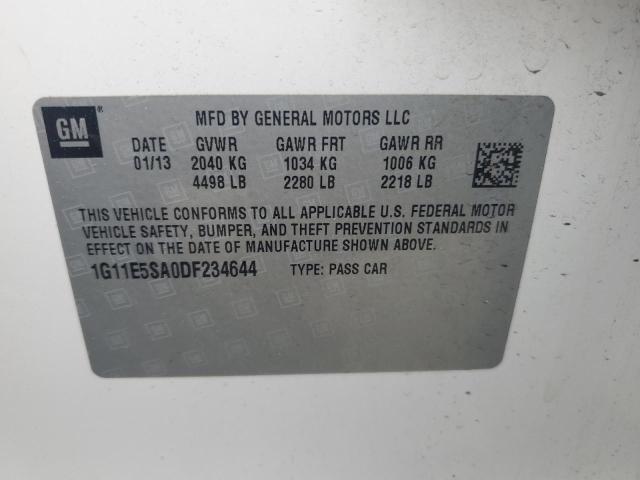 GM
MFD BY GENERAL MOTORS LLC
DATE GVWR GAWR FRT GAWR RR
01/13 2040 KG 1034 KG 1006 KG
4498 LB 2280 LB 2218 LB
THIS VEHICLE CONFORMS TO ALL APPLICABLE U.S. FEDERAL MOTOR
VEHICLE SAFETY, BUMPER, AND THEFT PREVENTION STANDARDS IN
EFFECT ON THE DATE OF MANUFACTURE SHOWN ABOVE.
1G11E5SA0DF234644 TYPE: PASS CAR